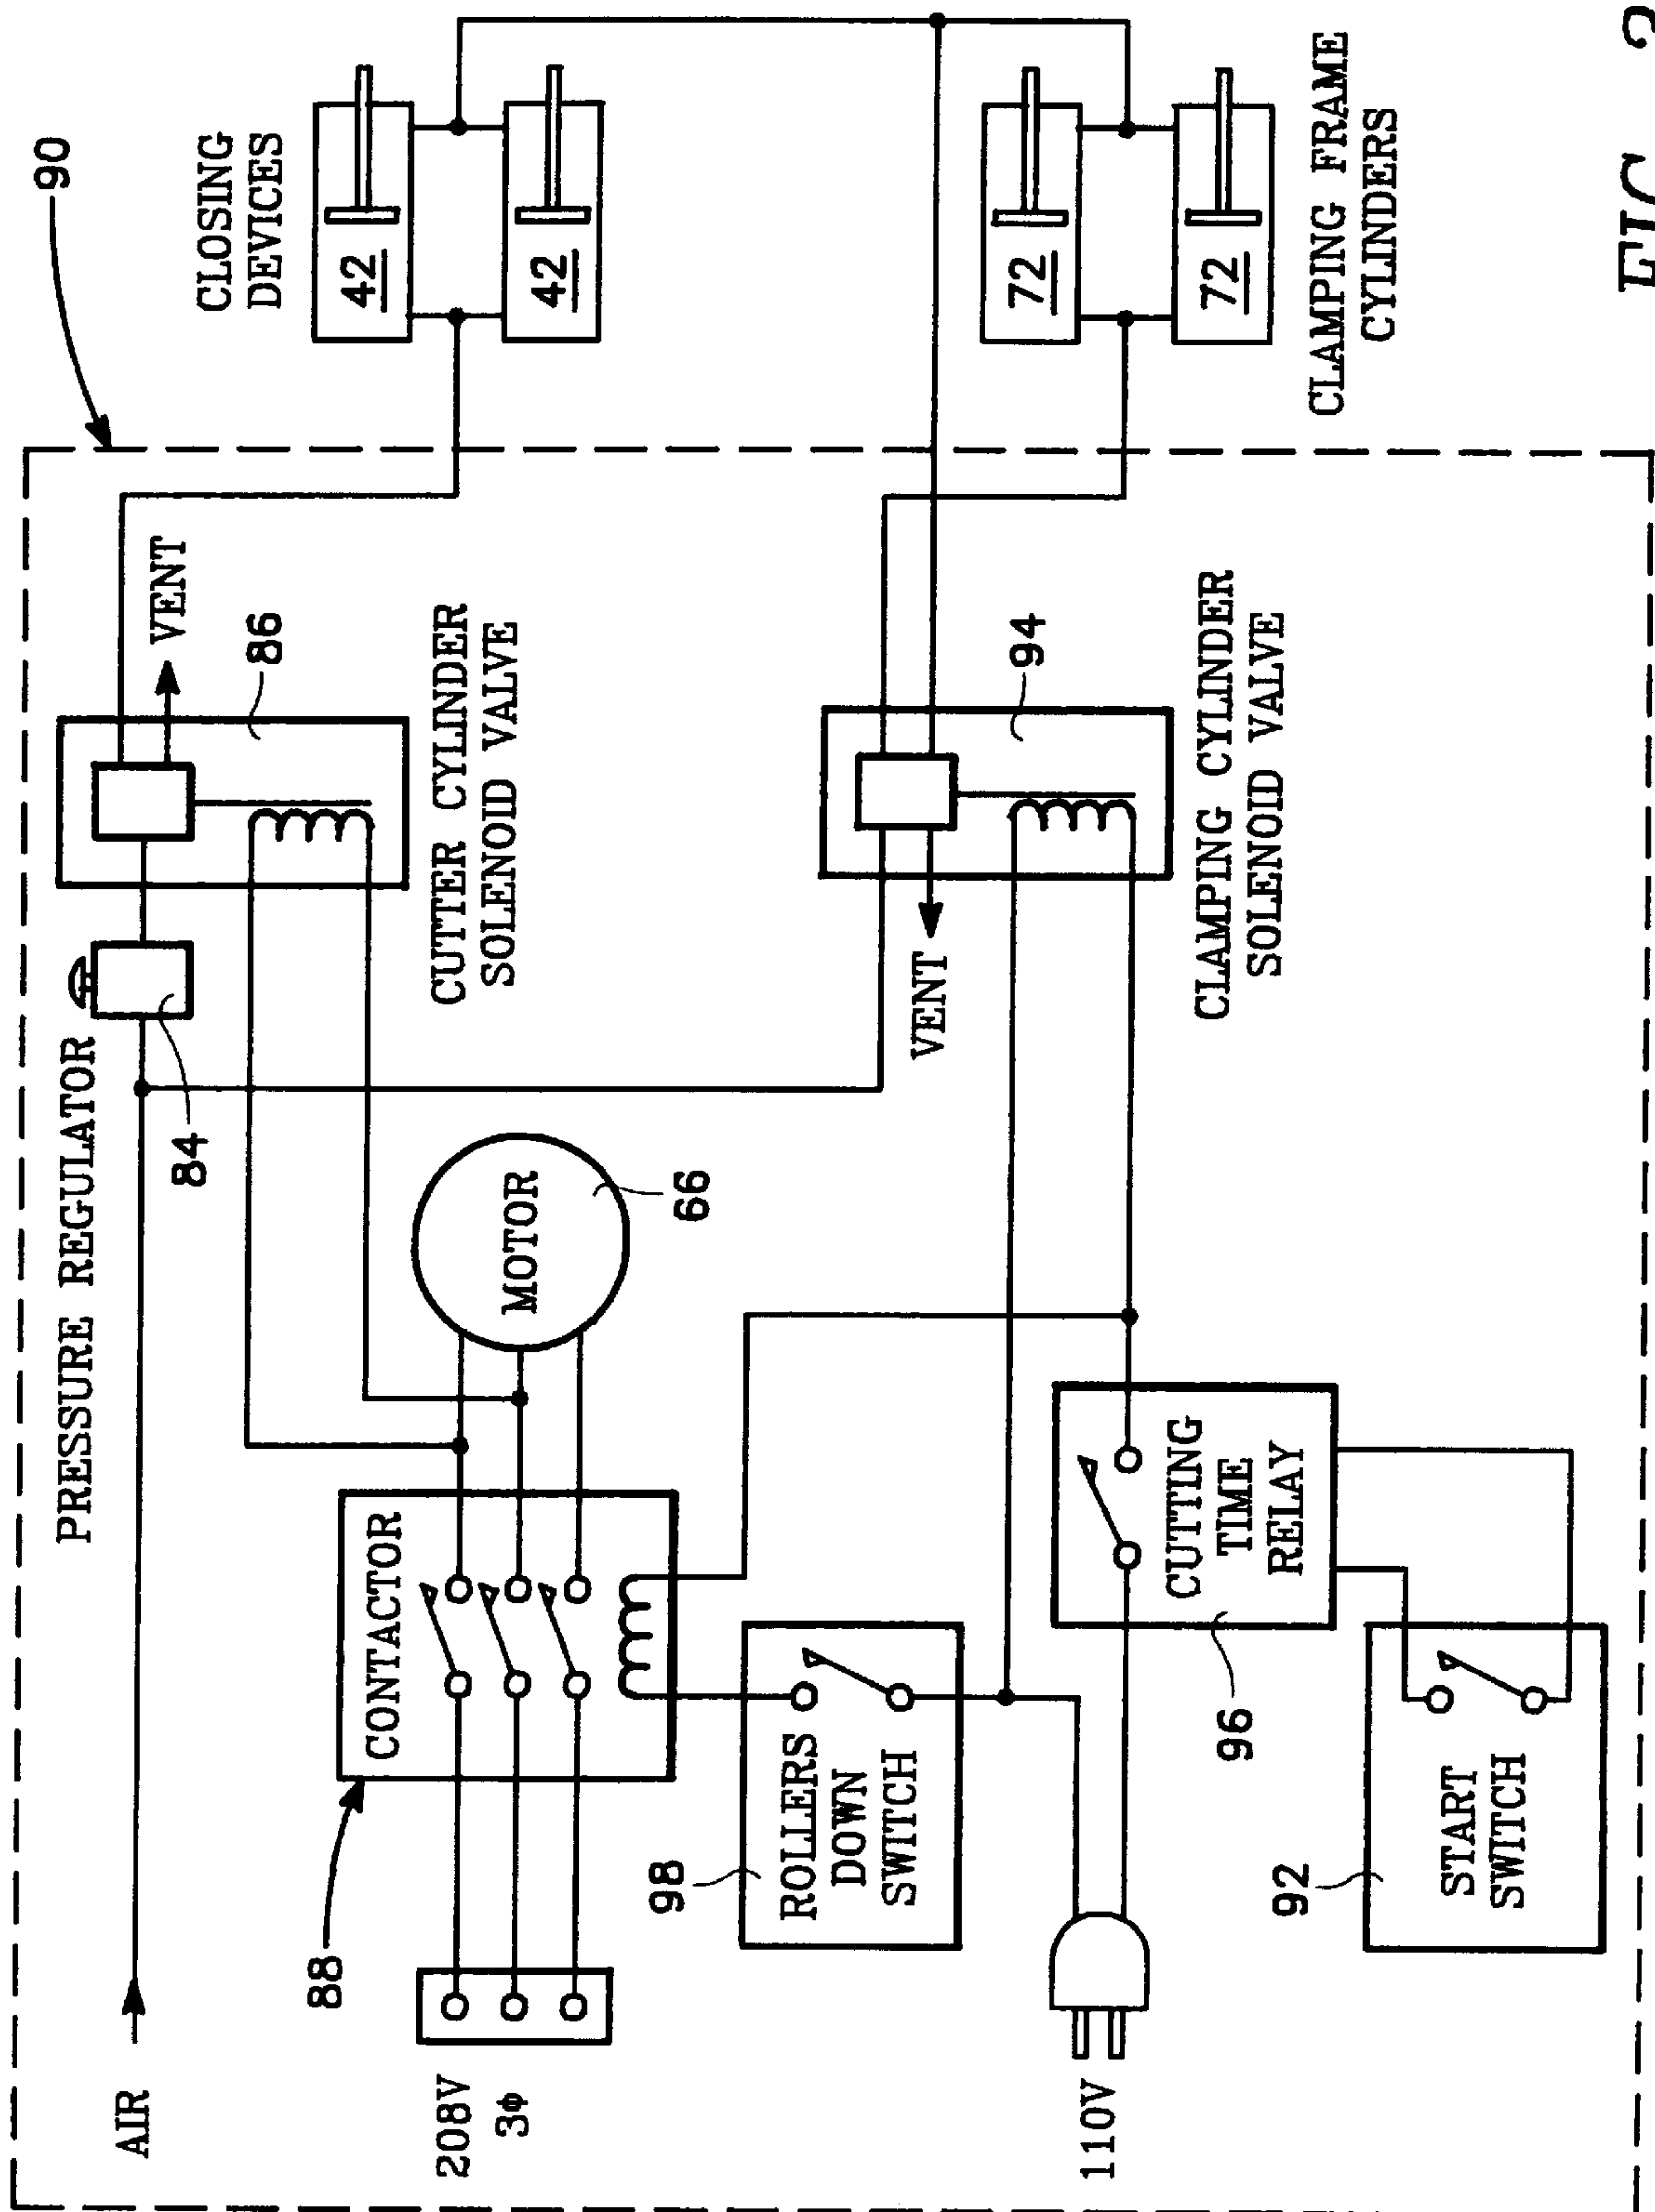 90
CLOSING
DEVICES
42
42
72
72
CLAMPING FRAME
CYLINDERS
VENT
86
CUTTER CYLINDER
SOLENOID VALVE
94
CLAMPING CYLINDER
SOLENOID VALVE
VENT
PRESSURE REGULATOR
84
MOTOR
66
CONTACTOR
88
AIR
208V
3φ
98
ROLLERS
DOWN
SWITCH
CUTTING
TIME
RELAY
96
110V
92
START
SWITCH
FIG